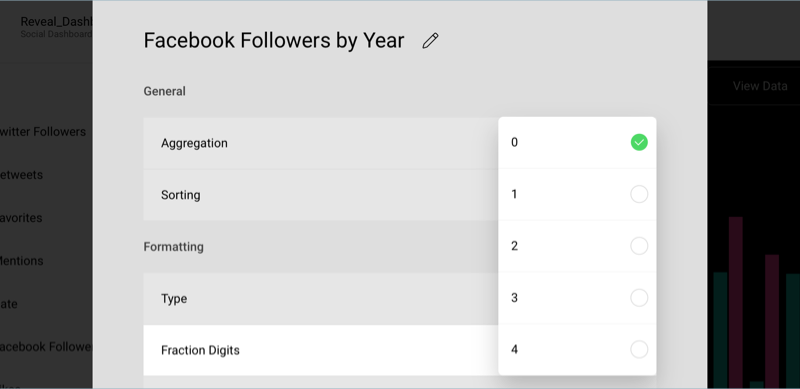 Reveal_Dashl
Social Dashboard
Facebook Followers by Year
General
View Data
Aggregation
Sorting
Formatting
Type
Fraction Digits
0
1
2
3
4
witter Followers
etweets
avorites
Mentions
ate
acebook Followe